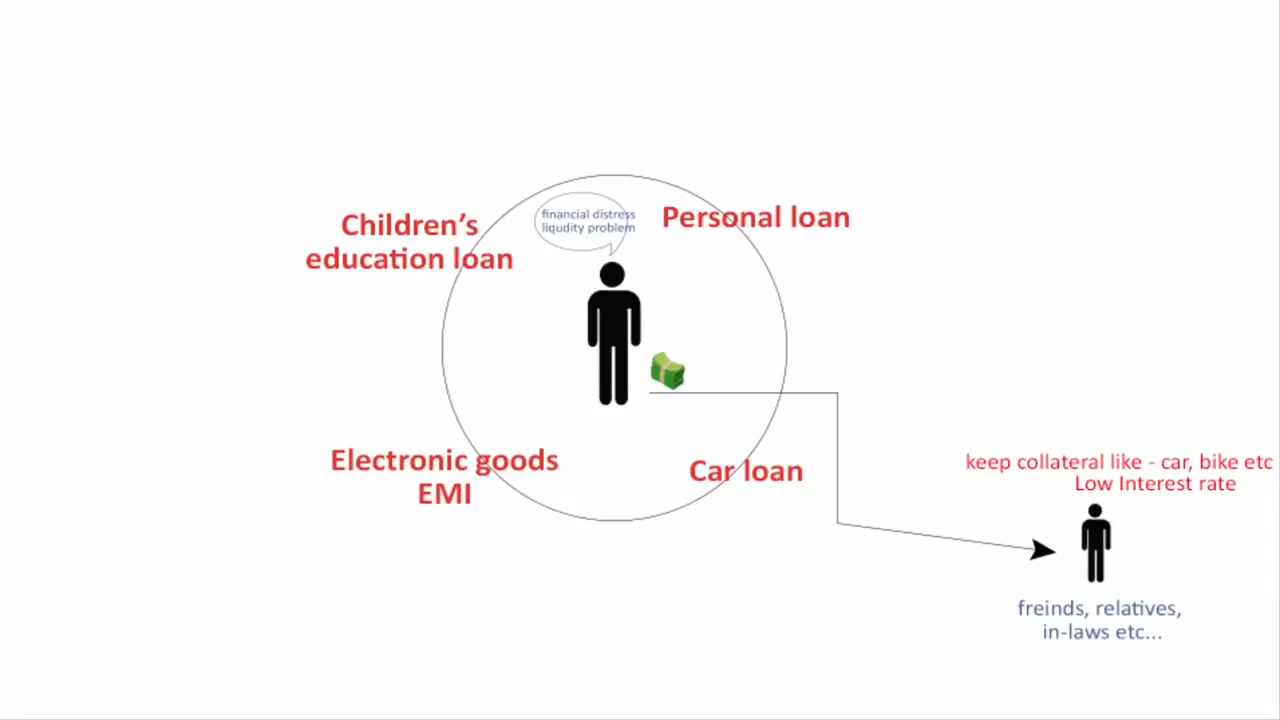 Children’s
education loan
financial distress
liqudity problem
Personal loan
Electronic goods
EMI
Car loan
keep collateral like - car, bike etc
Low Interest rate
freinds, relatives,
in-laws etc...